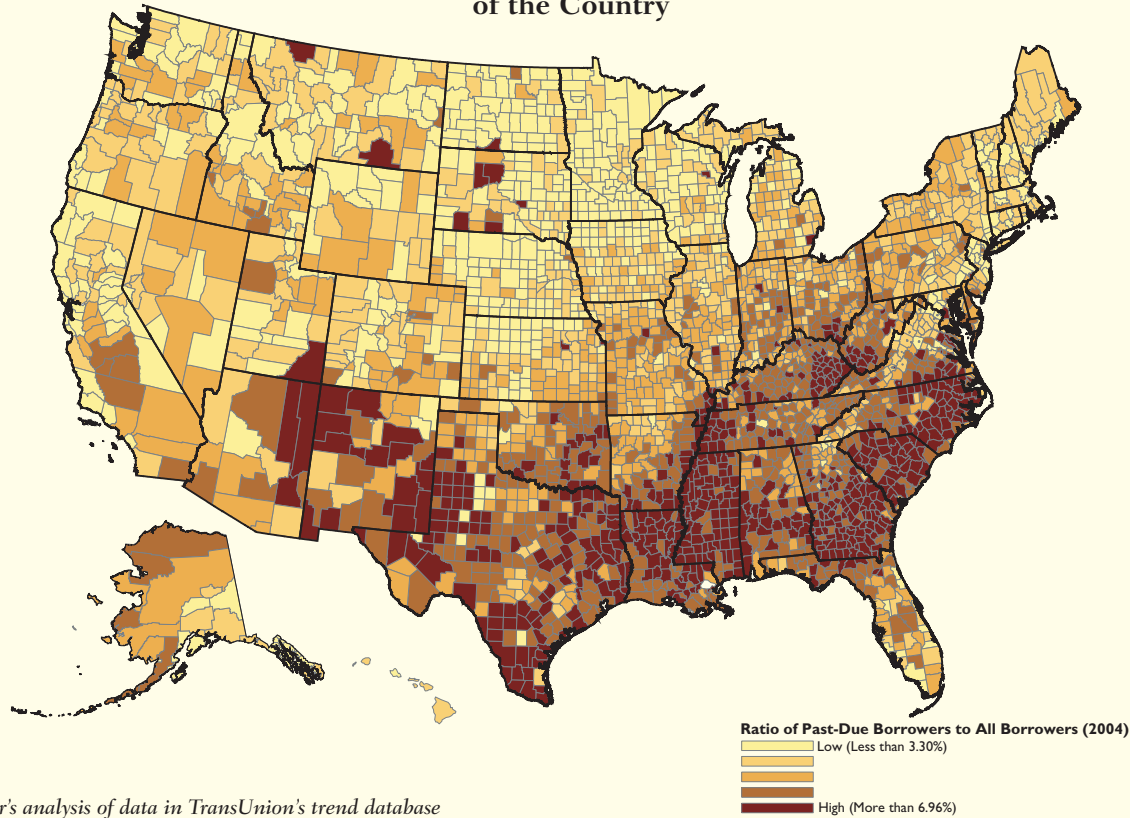 of the Country
Ratio of Past-Due Borrowers to All Borrowers (2004)
Low (Less than 3.30%)
High (More than 6.96%)
r's analysis of data in TransUnion's trend database